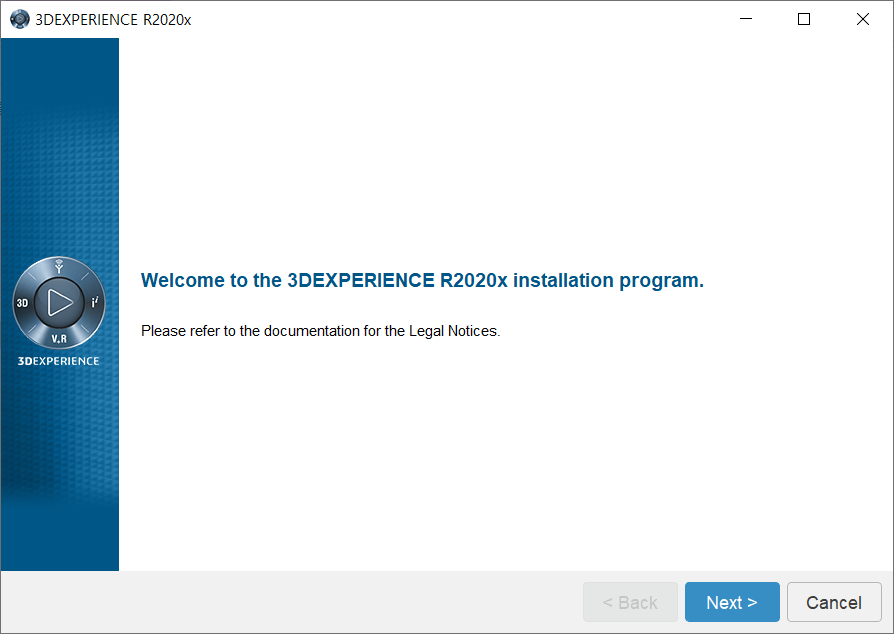 3DEXPERIENCE R2020x
3D
V.R
3DEXPERIENCE
Welcome to the 3DEXPERIENCE R2020x installation program.
Please refer to the documentation for the Legal Notices.
< Back
Next >
Cancel